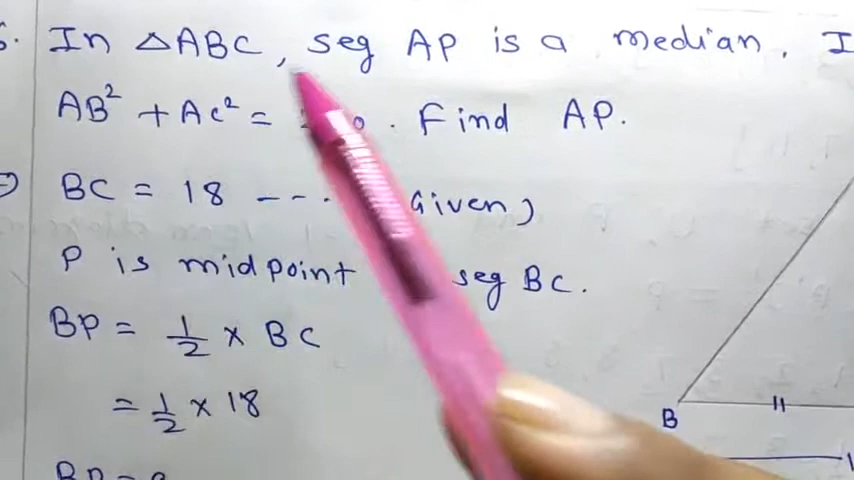 6. In △ABC, seg AP is a median. I
AB² + AC² = . Find AP.
⇒ BC = 18 ---- Given)
P is midpoint seg BC.
BP = 1/2 × BC
= 1/2 × 18
B